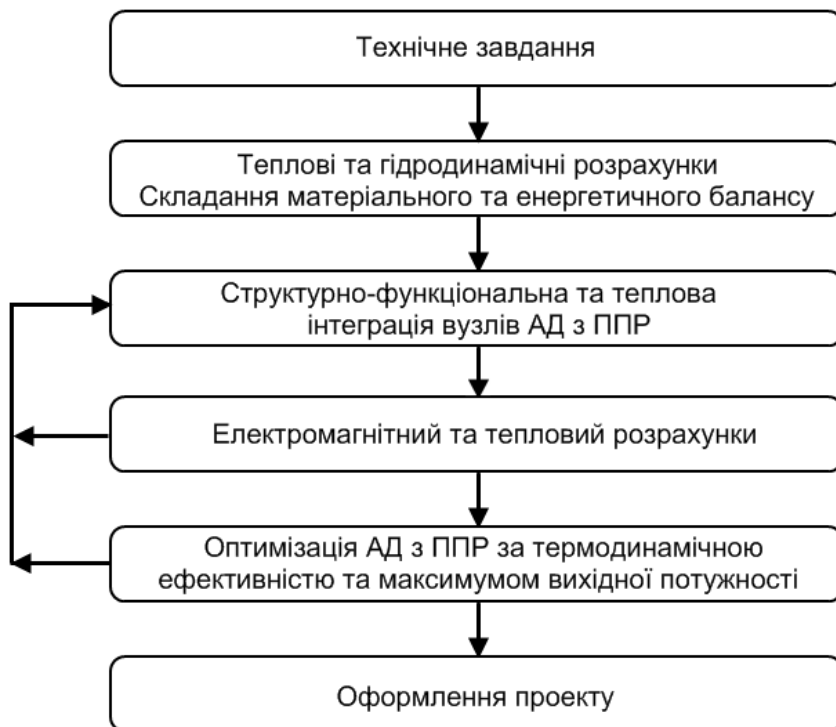 Технічне завдання
Теплові та гідродинамічні розрахунки
Складання матеріального та енергетичного балансу
Структурно-функціональна та теплова
інтеграція вузлів АД з ППР
Електромагнітний та тепловий розрахунки
Оптимізація АД з ППР за термодинамічною
ефективністю та максимумом вихідної потужності
Оформлення проекту